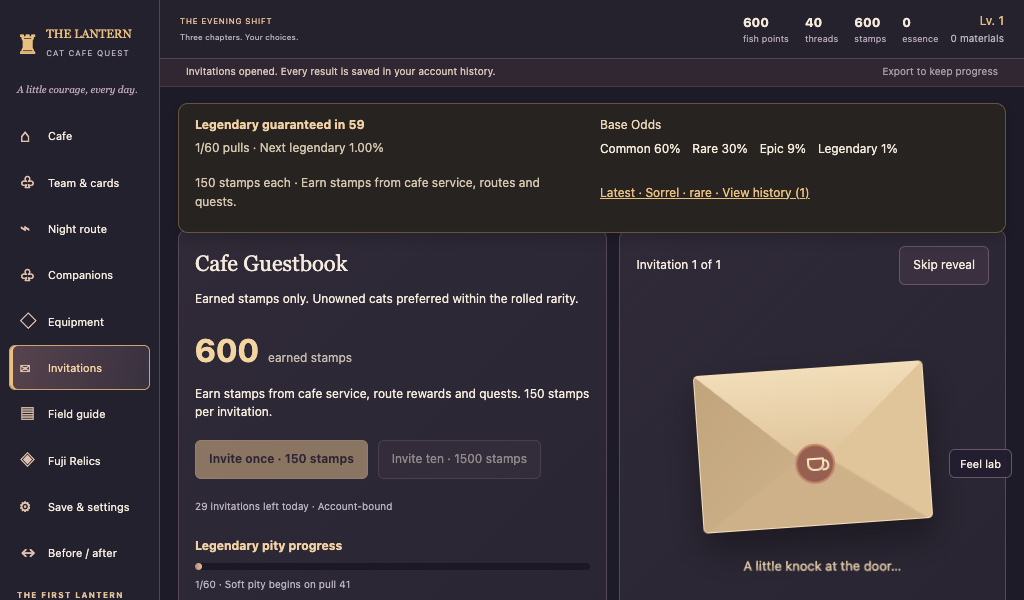 THE LANTERN
CAT CAFE QUEST
A little courage, every day.
Cafe
Team & cards
Night route
Companions
Equipment
Invitations
Field guide
Fuji Relics
Save & settings
Before / after
THE FIRST LANTERN
THE EVENING SHIFT
Three chapters. Your choices.
600
fish points
40
threads
600
stamps
0
essence
Lv. 1
0 materials
Invitations opened. Every result is saved in your account history.
Export to keep progress
Legendary guaranteed in 59
1/60 pulls · Next legendary 1.00%
150 stamps each · Earn stamps from cafe service, routes and
quests.
Base Odds
Common 60% Rare 30% Epic 9% Legendary 1%
Latest · Sorrel · rare · View history (1)
Cafe Guestbook
Earned stamps only. Unowned cats preferred within the rolled rarity.
600 earned stamps
Earn stamps from cafe service, route rewards and quests. 150 stamps
per invitation.
Invite once · 150 stamps
Invite ten · 1500 stamps
29 invitations left today · Account-bound
Legendary pity progress
1/60 · Soft pity begins on pull 41
Invitation 1 of 1
Skip reveal
A little knock at the door...
Feel lab